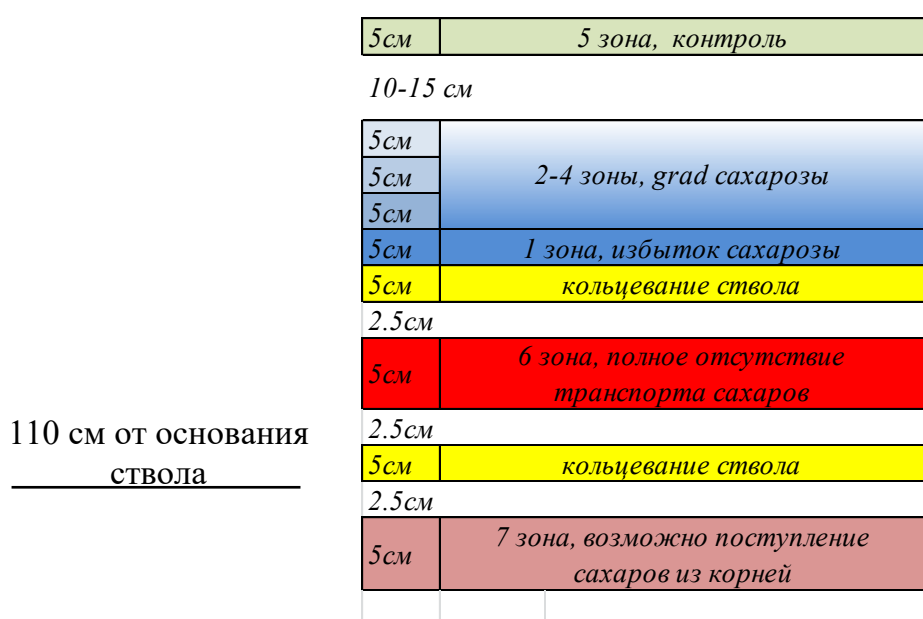 5см 5 зона, контроль
10-15 см
5см
5см 2-4 зоны, grad сахарозы
5см
5см 1 зона, избыток сахарозы
5см кольцевание ствола
2.5см
5см 6 зона, полное отсутствие
транспорта сахаров
110 см от основания
ствола
2.5см
5см кольцевание ствола
2.5см
5см 7 зона, возможно поступление
сахаров из корней